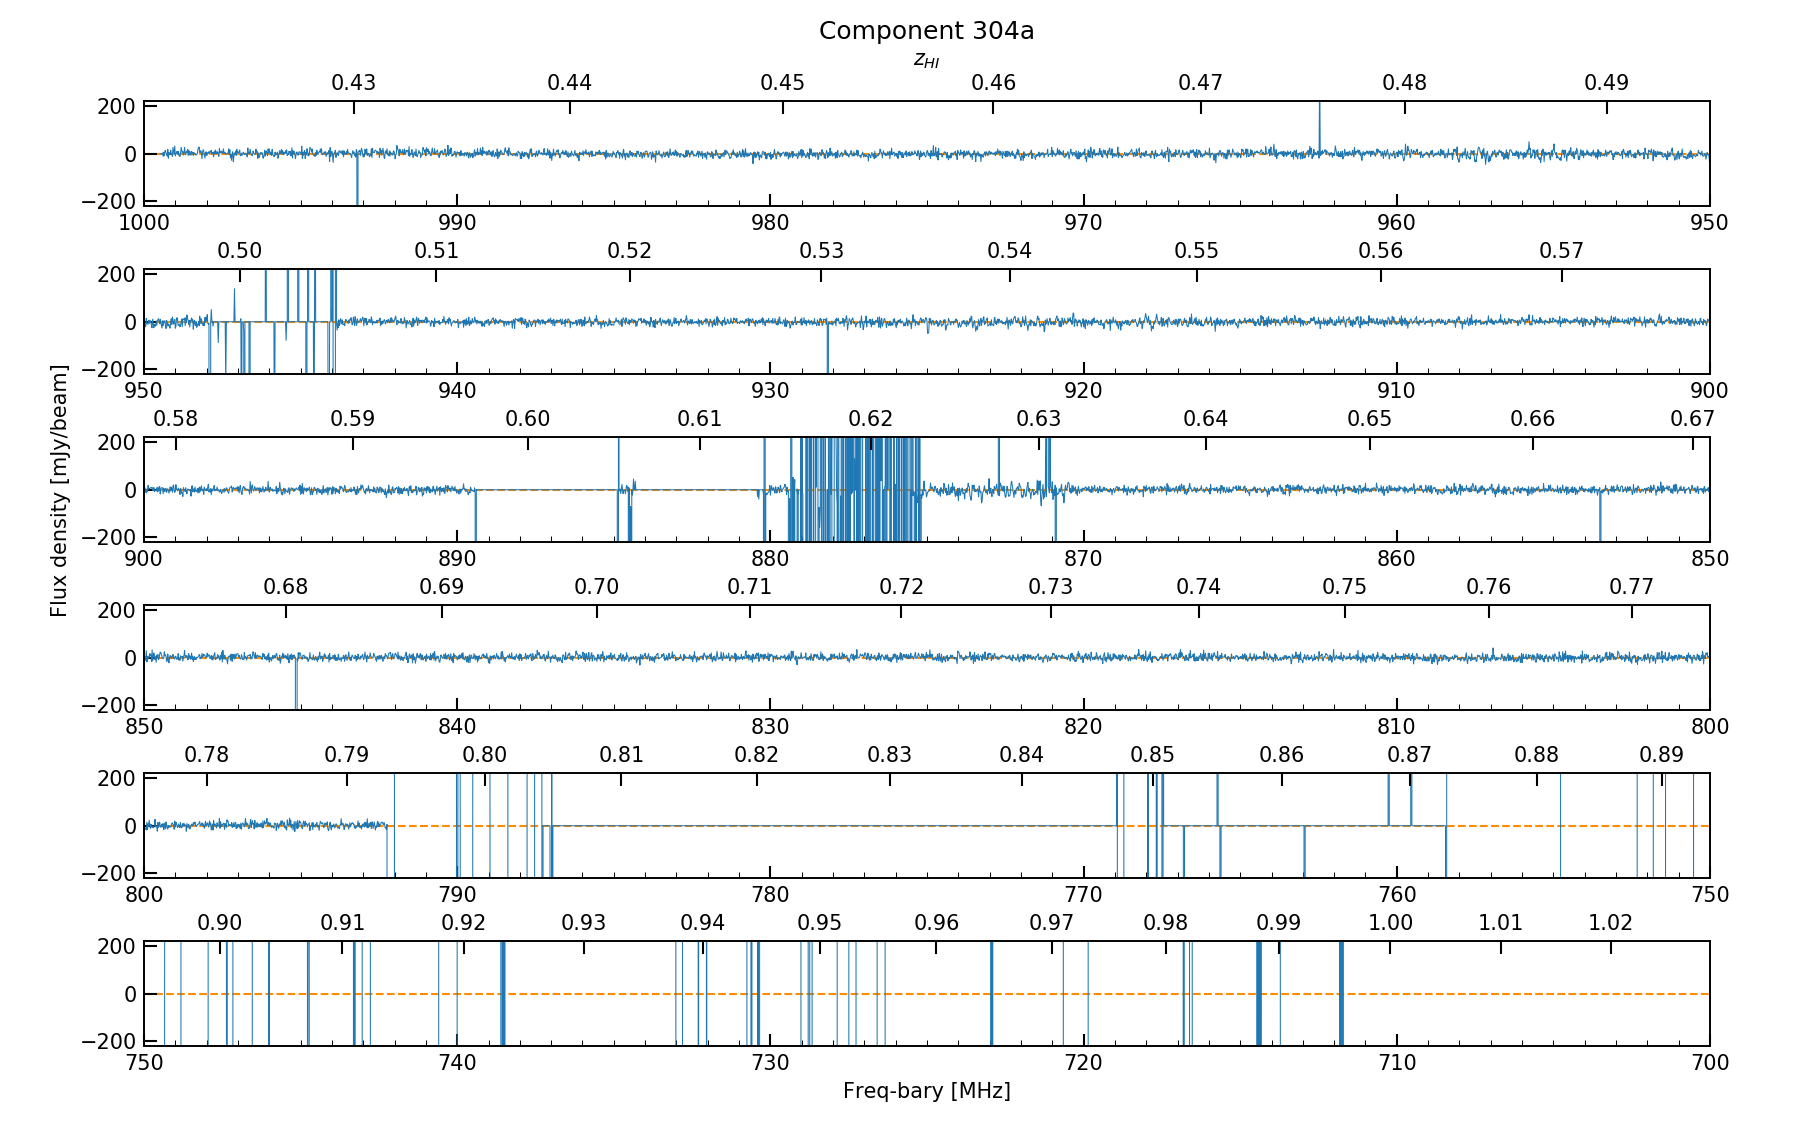 Component 304a
z_HI
0.43 0.44 0.45 0.46 0.47 0.48 0.49
200
0
−200
1000 990 980 970 960 950
0.50 0.51 0.52 0.53 0.54 0.55 0.56 0.57
200
0
−200
950 940 930 920 910 900
0.58 0.59 0.60 0.61 0.62 0.63 0.64 0.65 0.66 0.67
200
0
−200
900 890 880 870 860 850
Flux density [mJy/beam]
0.68 0.69 0.70 0.71 0.72 0.73 0.74 0.75 0.76 0.77
200
0
−200
850 840 830 820 810 800
0.78 0.79 0.80 0.81 0.82 0.83 0.84 0.85 0.86 0.87 0.88 0.89
200
0
−200
800 790 780 770 760 750
0.90 0.91 0.92 0.93 0.94 0.95 0.96 0.97 0.98 0.99 1.00 1.01 1.02
200
0
−200
750 740 730 720 710 700
Freq-bary [MHz]